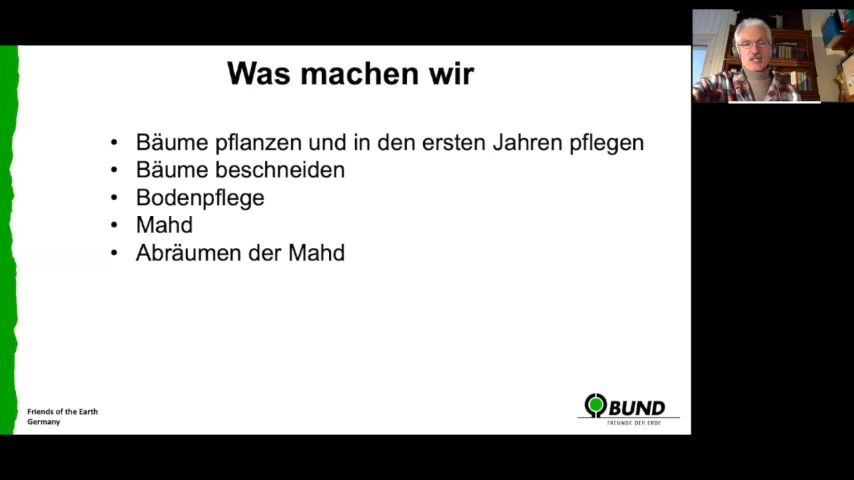 Was machen wir
• Bäume pflanzen und in den ersten Jahren pflegen
• Bäume beschneiden
• Bodenpflege
• Mahd
• Abräumen der Mahd
Friends of the Earth
Germany
BUND
FREUNDE DER ERDE